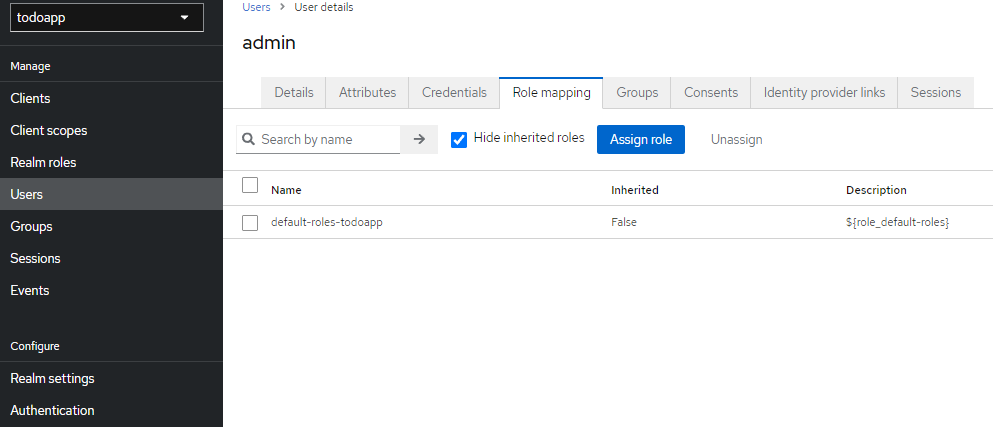 todoapp
Manage
Clients
Client scopes
Realm roles
Users
Groups
Sessions
Events
Configure
Realm settings
Authentication
Users > User details
admin
Details Attributes Credentials Role mapping Groups Consents Identity provider links Sessions
Search by name Hide inherited roles Assign role Unassign
Name Inherited Description
default-roles-todoapp False ${role_default-roles}